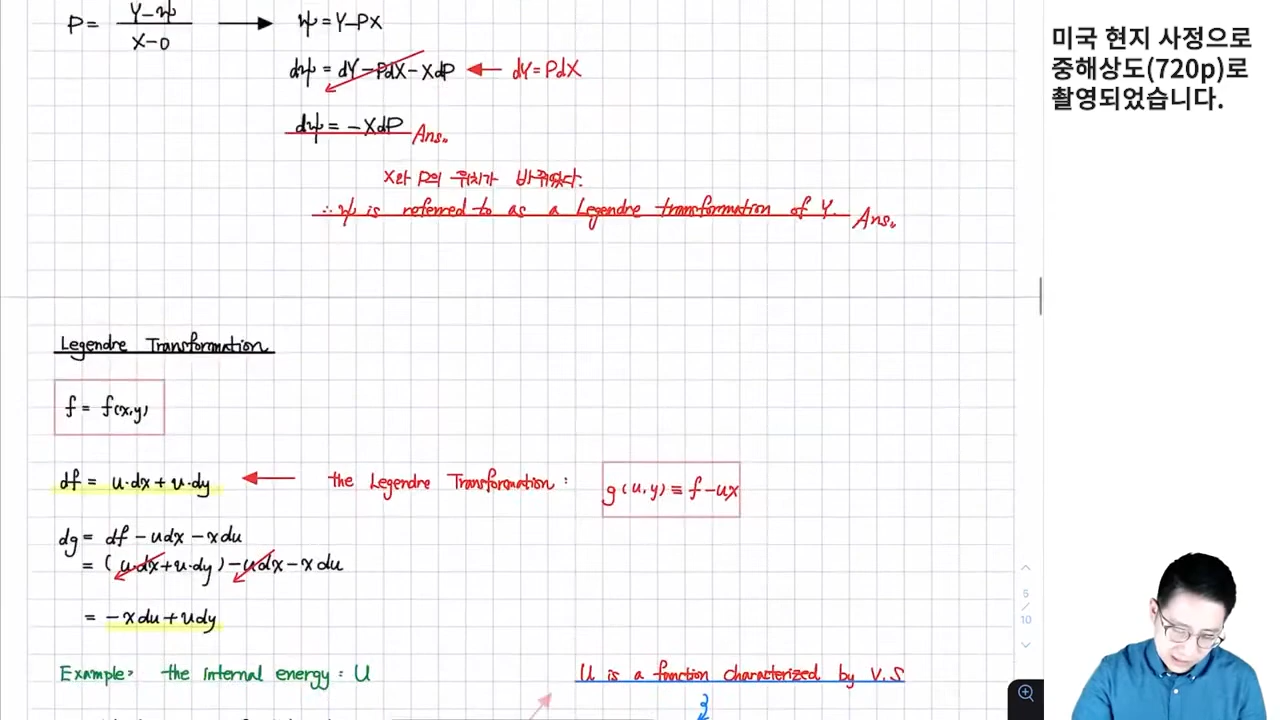 P = Y-ψ / X-0 → ψ = Y-PX
dψ = dY-PdX-XdP ← dY=PdX
dψ = -XdP Ans.
X와 P의 위치가 바뀌었다.
∴ ψ is referred to as a Legendre transformation of Y. Ans.
Legendre Transformation
f = f(x,y)
df = u·dx+v·dy ← the Legendre Transformation : g(u,y) ≡ f-ux
dg = df - udx - xdu
= (u·dx+v·dy) - udx - xdu
= -xdu + vdy
Example> the internal energy : U
U is a function characterized by V.S
미국 현지 사정으로
중해상도(720p)로
촬영되었습니다.
5
/
10